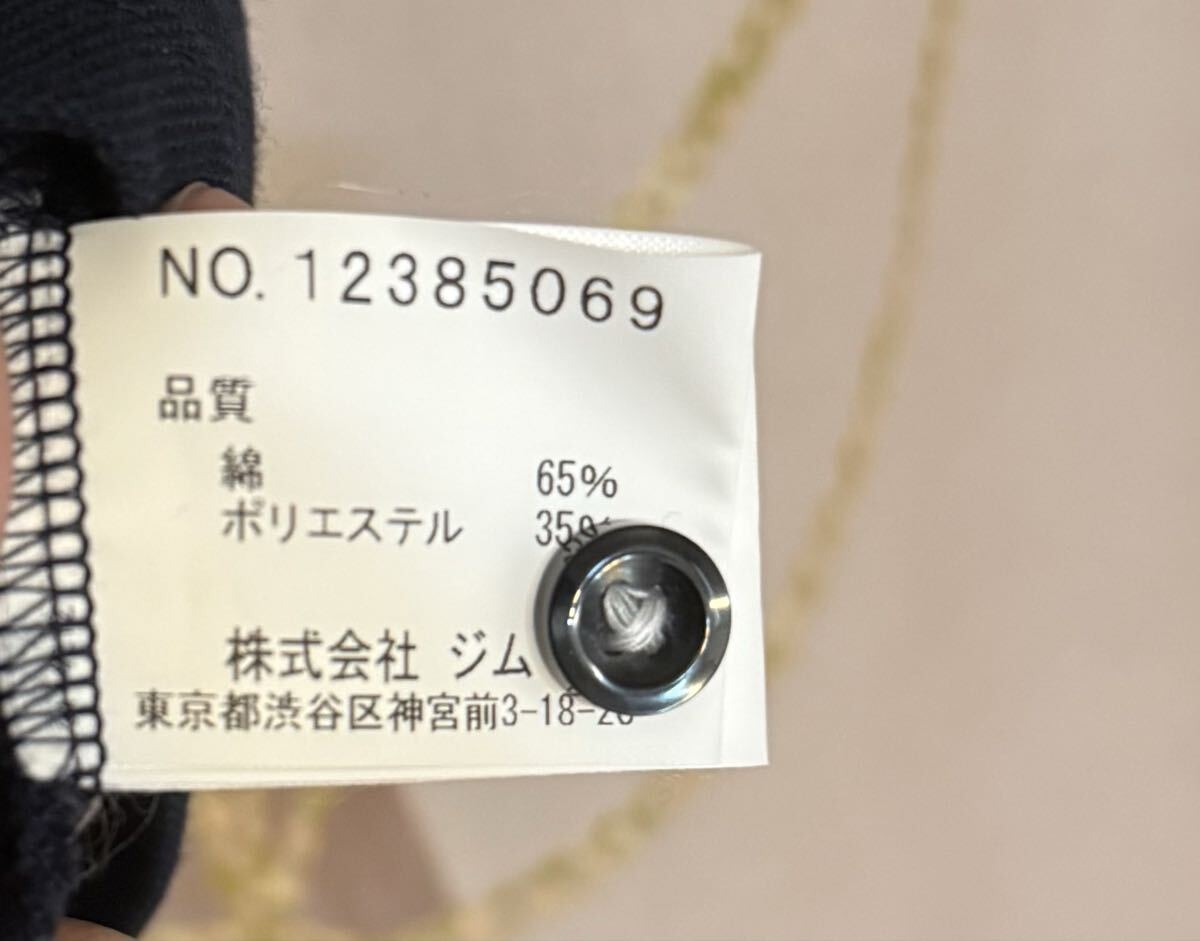 NO. 12385069
品質
綿 65%
ポリエステル 35%
株式会社 ジム
東京都渋谷区神宮前3-18-